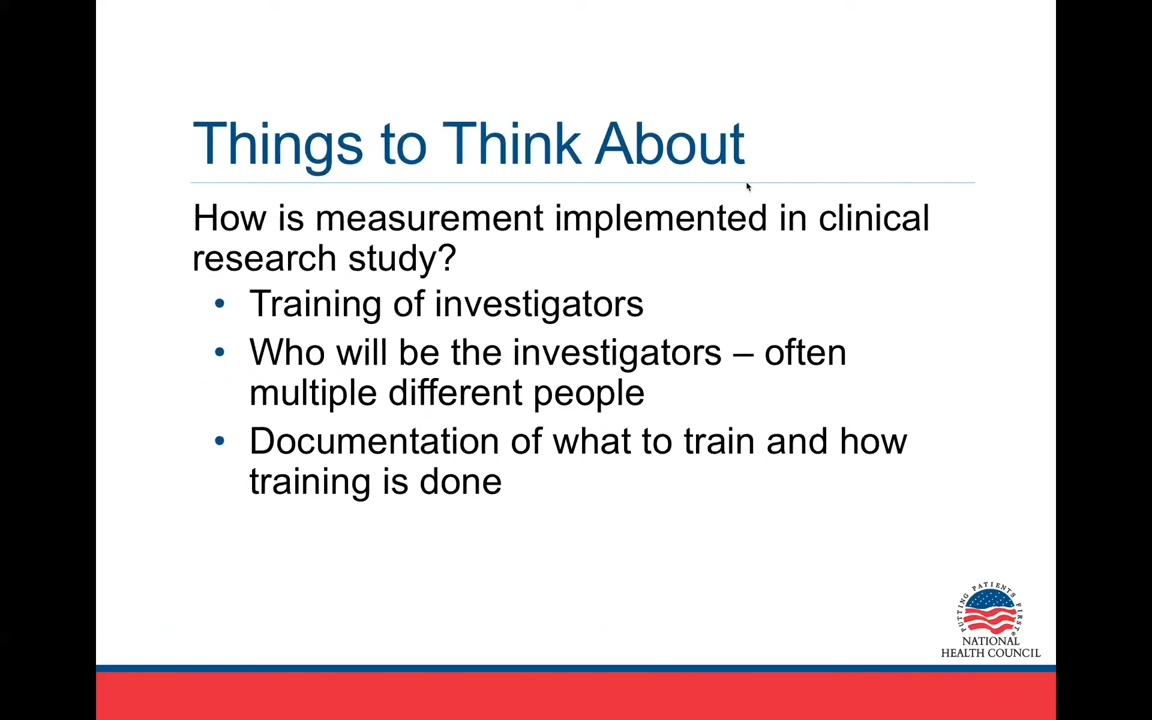 Things to Think About
How is measurement implemented in clinical
research study?
• Training of investigators
• Who will be the investigators – often
multiple different people
• Documentation of what to train and how
training is done
PUTTING PATIENTS FIRST®
NATIONAL
HEALTH COUNCIL